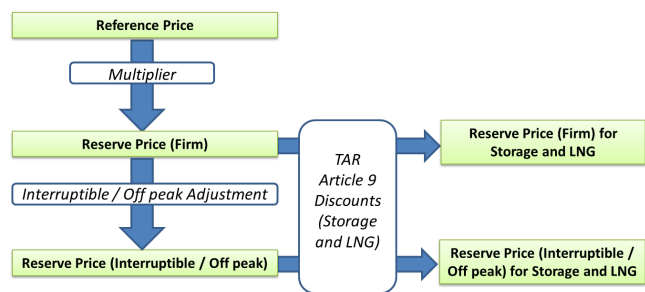 Reference Price
Multiplier
Reserve Price (Firm)
Interruptible / Off peak Adjustment
Reserve Price (Interruptible / Off peak)
TAR
Article 9
Discounts
(Storage
and LNG)
Reserve Price (Firm) for
Storage and LNG
Reserve Price (Interruptible /
Off peak) for Storage and LNG